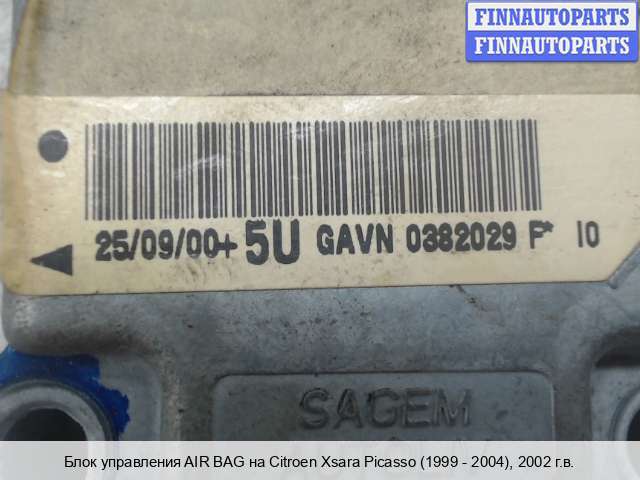 FINNAUTOPARTS
FINNAUTOPARTS
25/09/00+ 5U GAVN 0382029 F* IO
SAGEM
Блок управления AIR BAG на Citroen Xsara Picasso (1999 - 2004), 2002 г.в.